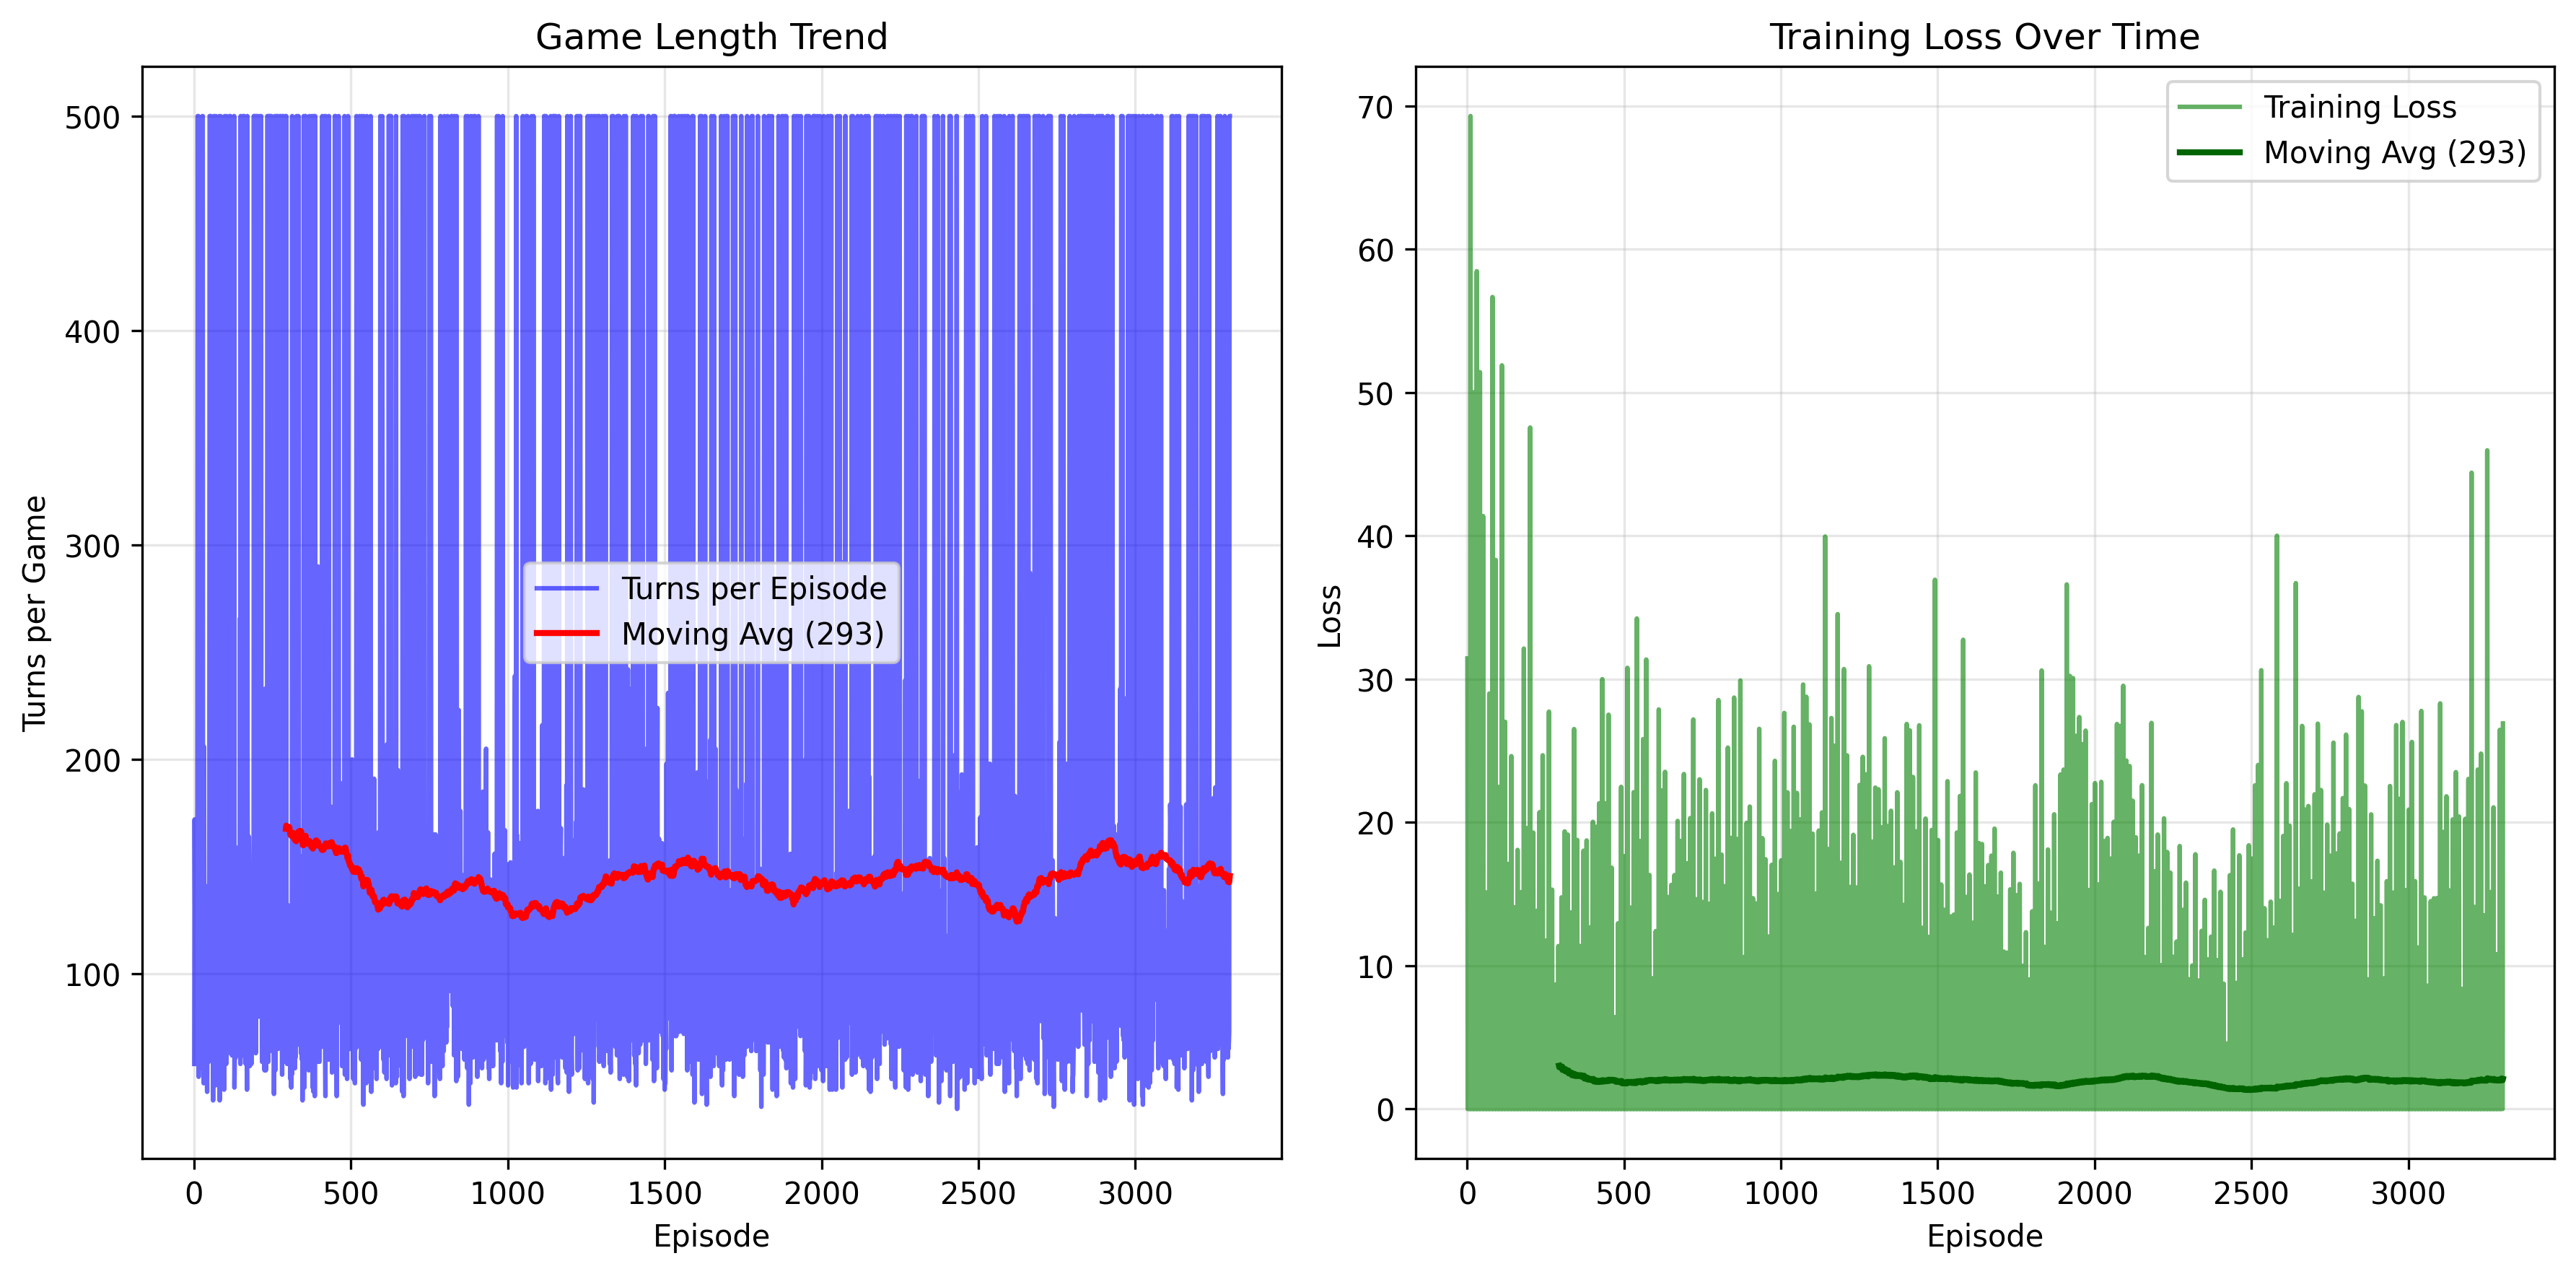 Game Length Trend
500
400
300
200
100
Turns per Game
Turns per Episode
Moving Avg (293)
0
500
1000
1500
2000
2500
3000
Episode
Training Loss Over Time
70
60
50
40
30
20
10
0
Loss
Training Loss
Moving Avg (293)
0
500
1000
1500
2000
2500
3000
Episode